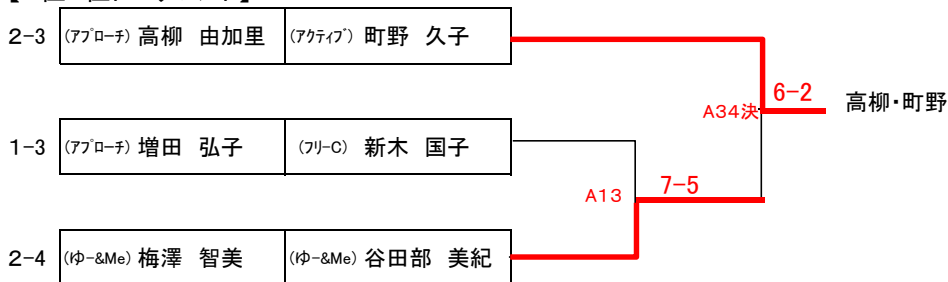 2-3 (アプローチ) 高柳 由加里 (アクティブ) 町野 久子
6-2
A34決
高柳・町野
1-3 (アプローチ) 増田 弘子 (フリーC) 新木 国子
A13
7-5
2-4 (ゆー&Me) 梅澤 智美 (ゆー&Me) 谷田部 美紀